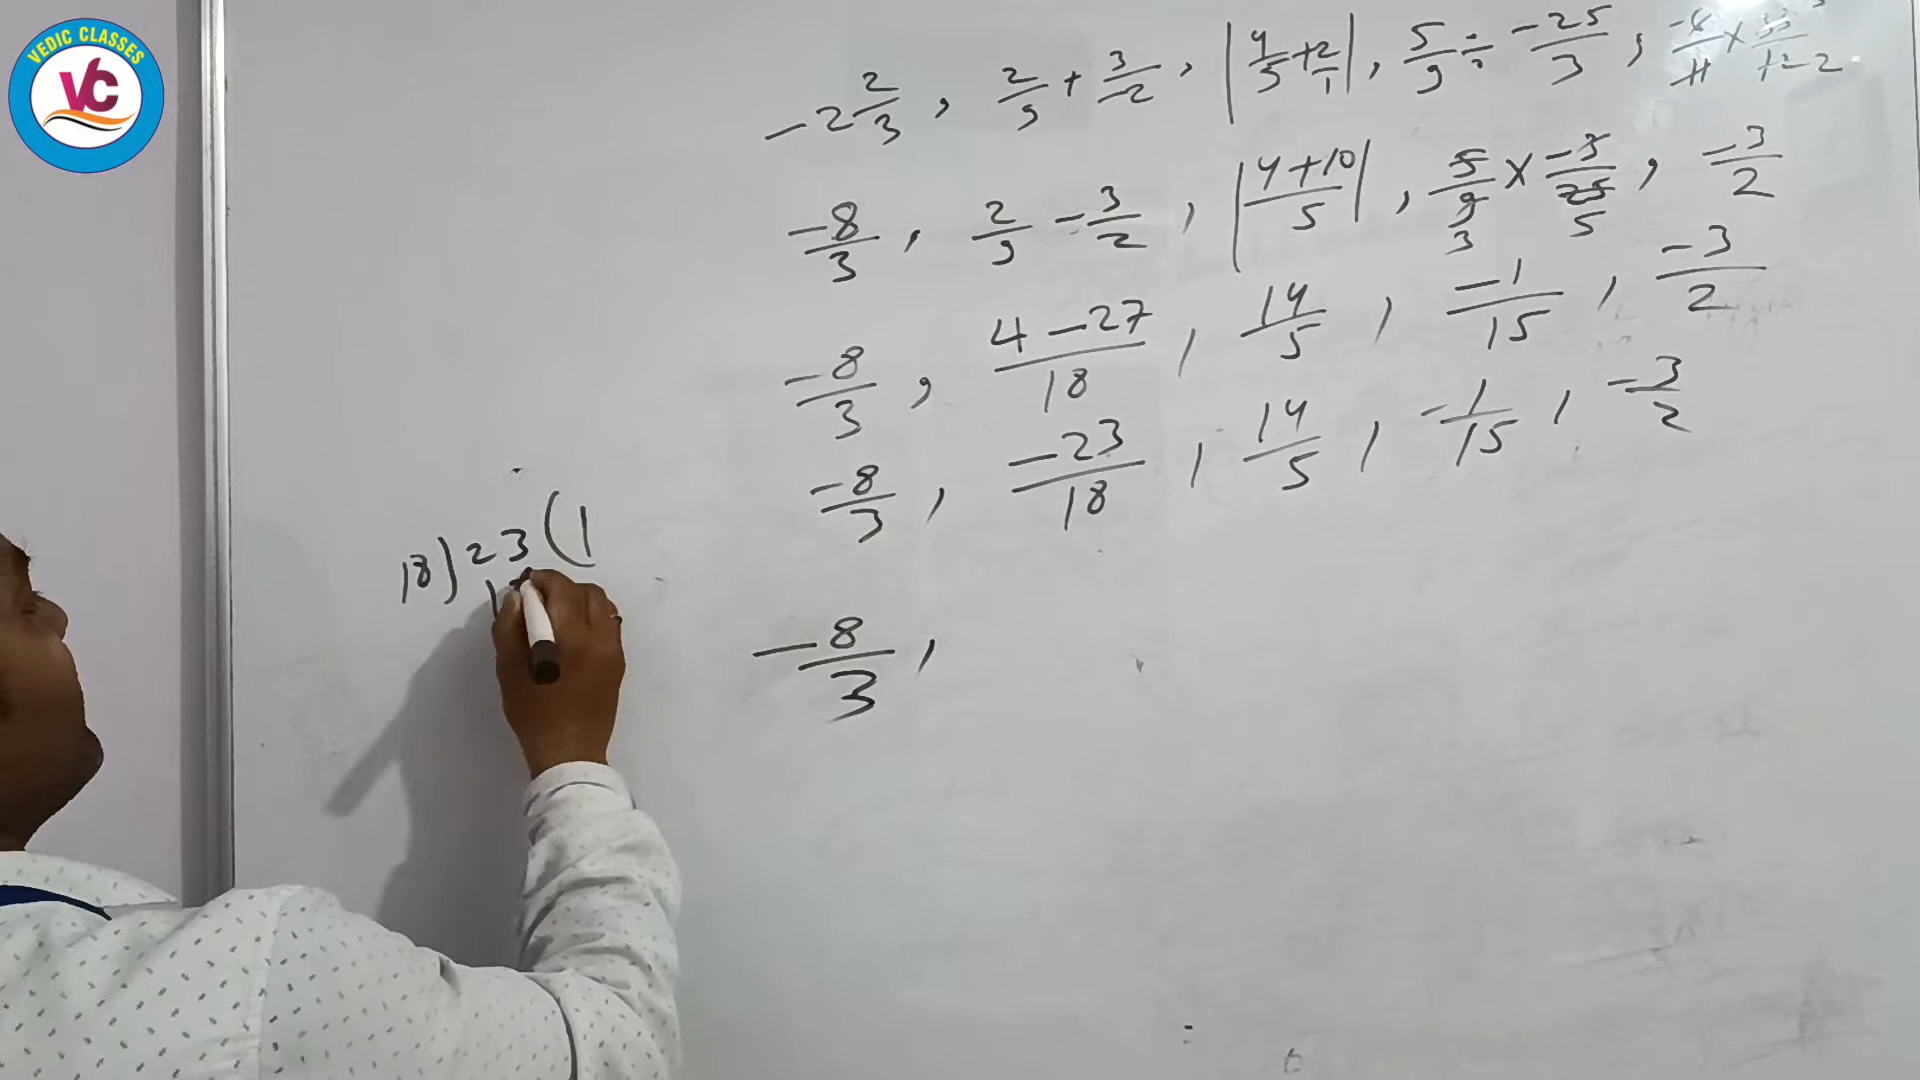 VEDIC CLASSES
VC
-2 2/3 , 2/9 + 3/-2 , |4/5 + 2/1| , 5/9 ÷ -25/3 ,
-8/3 , 2/9 - 3/2 , |4+10/5| , 5/9 3 × -3/25 5 , -3/2
-8/3 , 4-27/18 , 14/5 , -1/15 , -3/2
-8/3 , -23/18 , 14/5 , -1/15 , -3/2
18)23(1
-8/3 ,